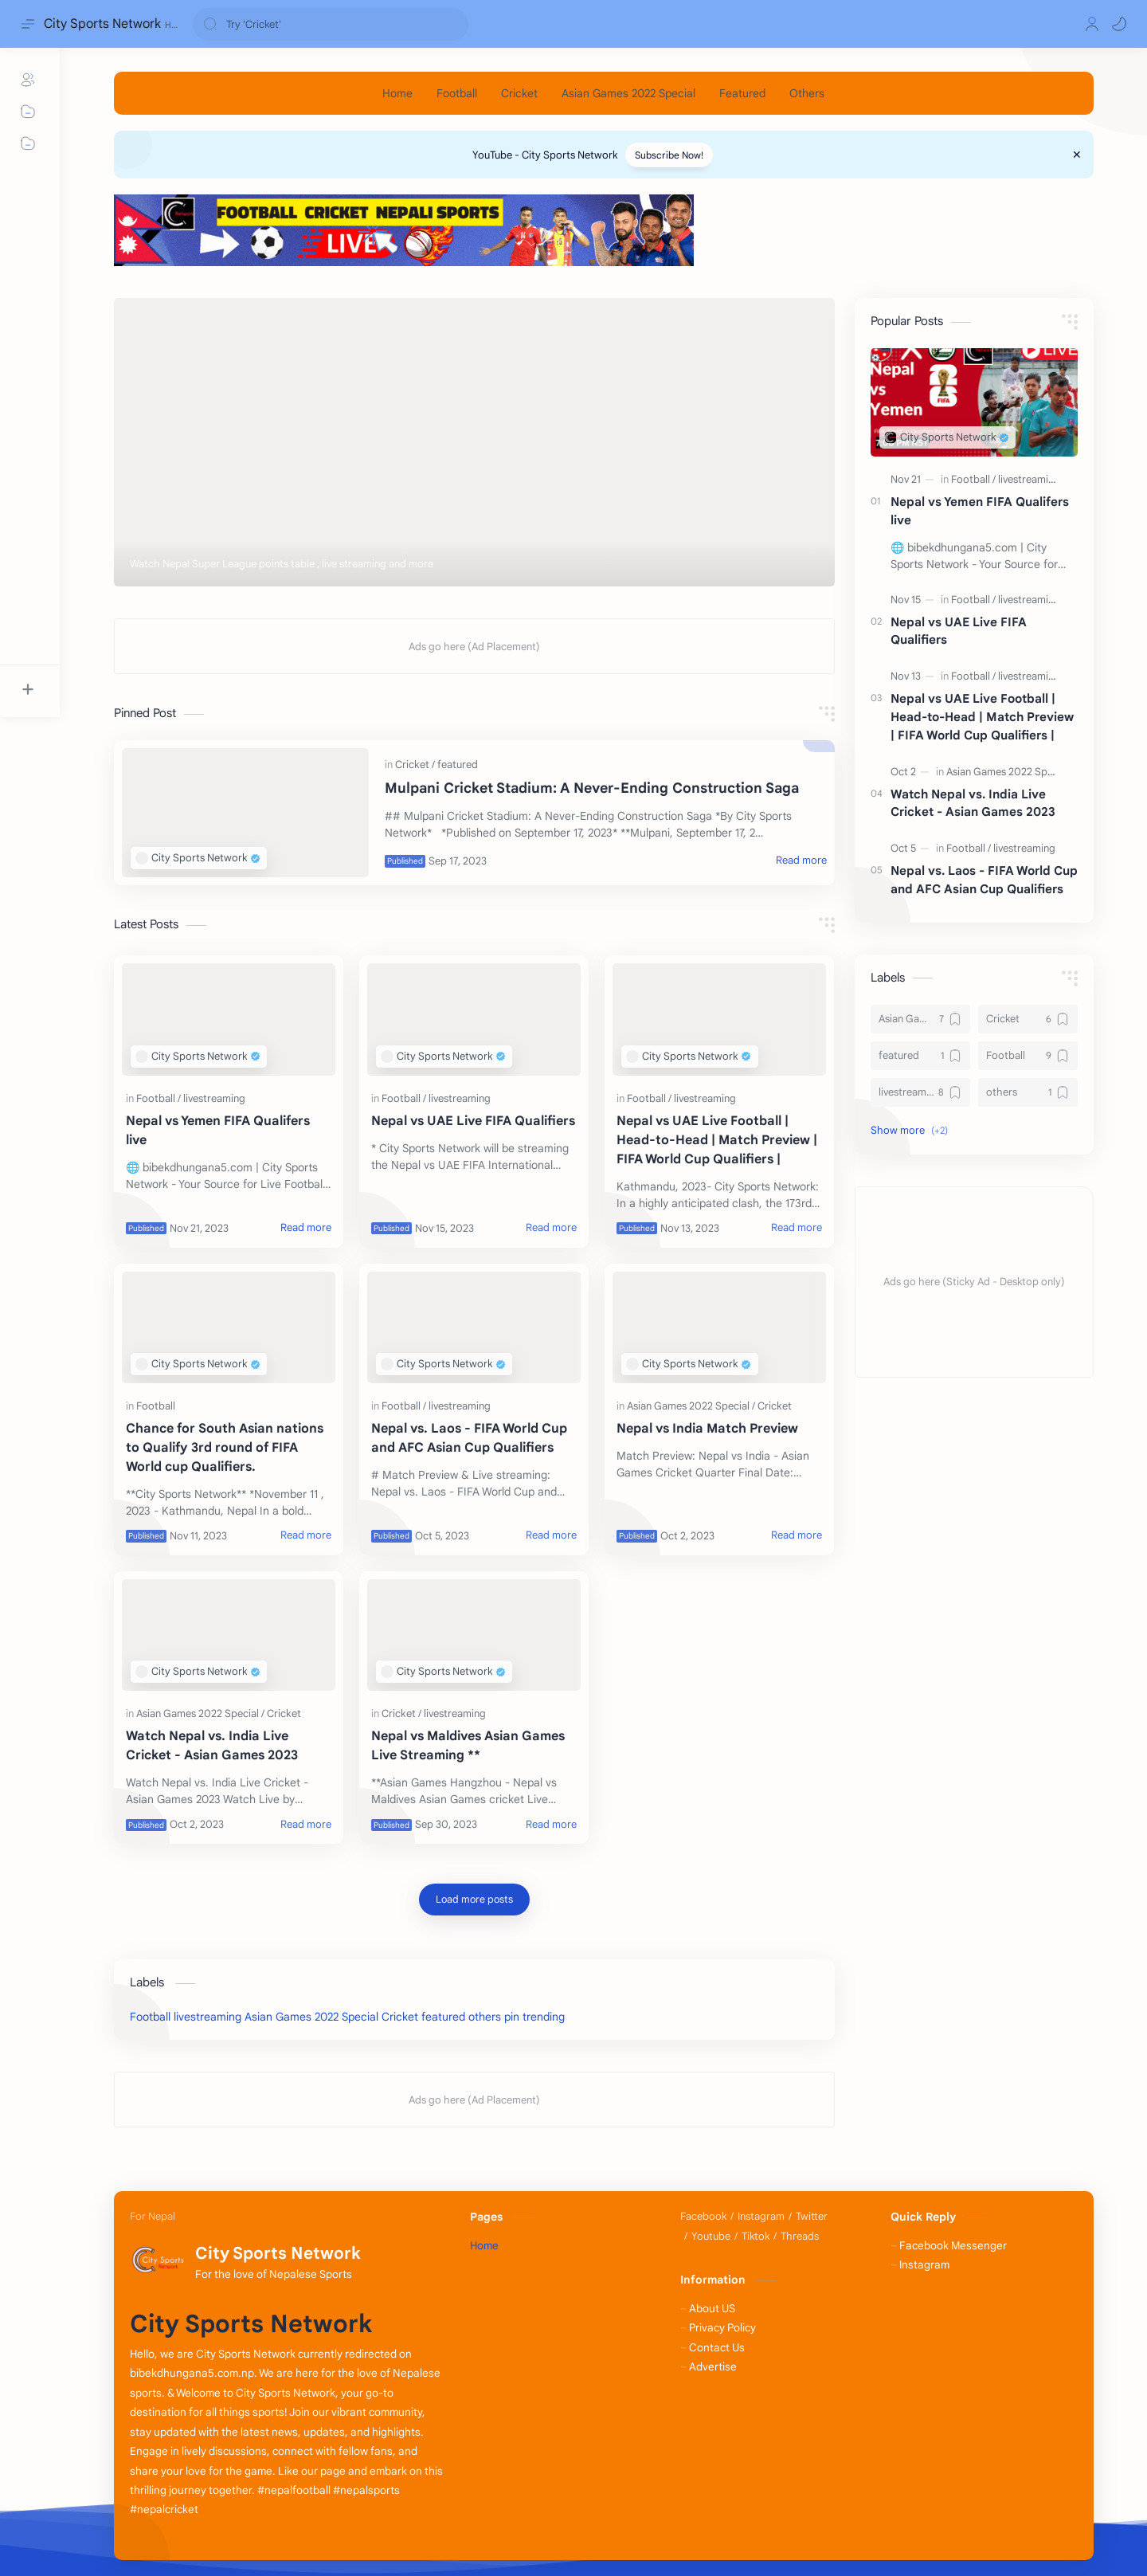 City Sports Network H...
Try 'Cricket'
Home Football Cricket Asian Games 2022 Special Featured Others
YouTube - City Sports Network Subscribe Now!
FOOTBALL CRICKET NEPALI SPORTS
LIVE
Watch Nepal Super League points table , live streaming and more
Ads go here (Ad Placement)
Pinned Post
in Cricket / featured
Mulpani Cricket Stadium: A Never-Ending Construction Saga
## Mulpani Cricket Stadium: A Never-Ending Construction Saga *By City Sports
Network* *Published on September 17, 2023* **Mulpani, September 17, 2...
City Sports Network
Published Sep 17, 2023 Read more
Latest Posts
City Sports Network
in Football / livestreaming
Nepal vs Yemen FIFA Qualifers
live
🌐 bibekdhungana5.com | City Sports
Network - Your Source for Live Footbal...
Published Nov 21, 2023 Read more
City Sports Network
in Football / livestreaming
Nepal vs UAE Live FIFA Qualifiers
* City Sports Network will be streaming
the Nepal vs UAE FIFA International...
Published Nov 15, 2023 Read more
City Sports Network
in Football / livestreaming
Nepal vs UAE Live Football |
Head-to-Head | Match Preview |
FIFA World Cup Qualifiers |
Kathmandu, 2023- City Sports Network:
In a highly anticipated clash, the 173rd...
Published Nov 13, 2023 Read more
City Sports Network
in Football
Chance for South Asian nations
to Qualify 3rd round of FIFA
World cup Qualifiers.
**City Sports Network** *November 11 ,
2023 - Kathmandu, Nepal In a bold...
Published Nov 11, 2023 Read more
City Sports Network
in Football / livestreaming
Nepal vs. Laos - FIFA World Cup
and AFC Asian Cup Qualifiers
# Match Preview & Live streaming:
Nepal vs. Laos - FIFA World Cup and...
Published Oct 5, 2023 Read more
City Sports Network
in Asian Games 2022 Special / Cricket
Nepal vs India Match Preview
Match Preview: Nepal vs India - Asian
Games Cricket Quarter Final Date:...
Published Oct 2, 2023 Read more
City Sports Network
in Asian Games 2022 Special / Cricket
Watch Nepal vs. India Live
Cricket - Asian Games 2023
Watch Nepal vs. India Live Cricket -
Asian Games 2023 Watch Live by...
Published Oct 2, 2023 Read more
City Sports Network
in Cricket / livestreaming
Nepal vs Maldives Asian Games
Live Streaming **
**Asian Games Hangzhou - Nepal vs
Maldives Asian Games cricket Live...
Published Sep 30, 2023 Read more
Load more posts
Labels
Football livestreaming Asian Games 2022 Special Cricket featured others pin trending
Ads go here (Ad Placement)
Popular Posts
LIVE
Nepal
vs
Yemen
FIFA
City Sports Network
Nov 21 in Football / livestreami...
01 Nepal vs Yemen FIFA Qualifers
live
🌐 bibekdhungana5.com | City
Sports Network - Your Source for...
Nov 15 in Football / livestreami...
02 Nepal vs UAE Live FIFA
Qualifiers
Nov 13 in Football / livestreami...
03 Nepal vs UAE Live Football |
Head-to-Head | Match Preview
| FIFA World Cup Qualifiers |
Oct 2 in Asian Games 2022 Sp...
04 Watch Nepal vs. India Live
Cricket - Asian Games 2023
Oct 5 in Football / livestreaming
05 Nepal vs. Laos - FIFA World Cup
and AFC Asian Cup Qualifiers
Labels
Asian Ga... 7 Cricket 6
featured 1 Football 9
livestream... 8 others 1
Show more (+2)
Ads go here (Sticky Ad - Desktop only)
For Nepal
City Sports
City Sports Network
For the love of Nepalese Sports
City Sports Network
Hello, we are City Sports Network currently redirected on
bibekdhungana5.com.np. We are here for the love of Nepalese
sports. & Welcome to City Sports Network, your go-to
destination for all things sports! Join our vibrant community,
stay updated with the latest news, updates, and highlights.
Engage in lively discussions, connect with fellow fans, and
share your love for the game. Like our page and embark on this
thrilling journey together. #nepalfootball #nepalsports
#nepalcricket
Pages
Home
Facebook / Instagram / Twitter
/ Youtube / Tiktok / Threads
Information
About US
Privacy Policy
Contact Us
Advertise
Quick Reply
Facebook Messenger
Instagram